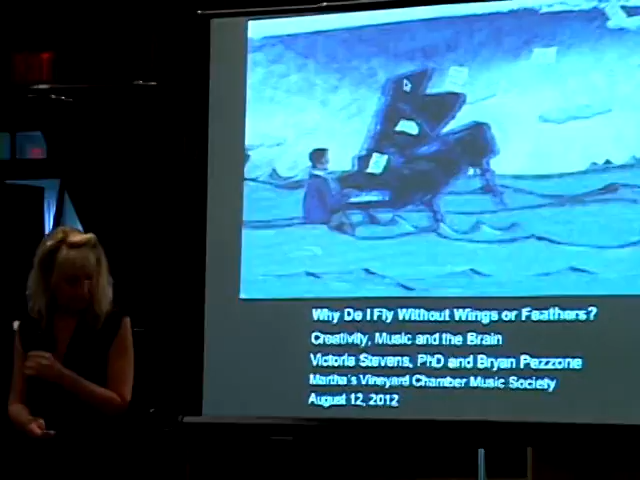 Why Do I Fly Without Wings or Feathers?
Creativity, Music and the Brain
Victoria Stevens, PhD and Bryan Pezzone
Martha's Vineyard Chamber Music Society
August 12, 2012